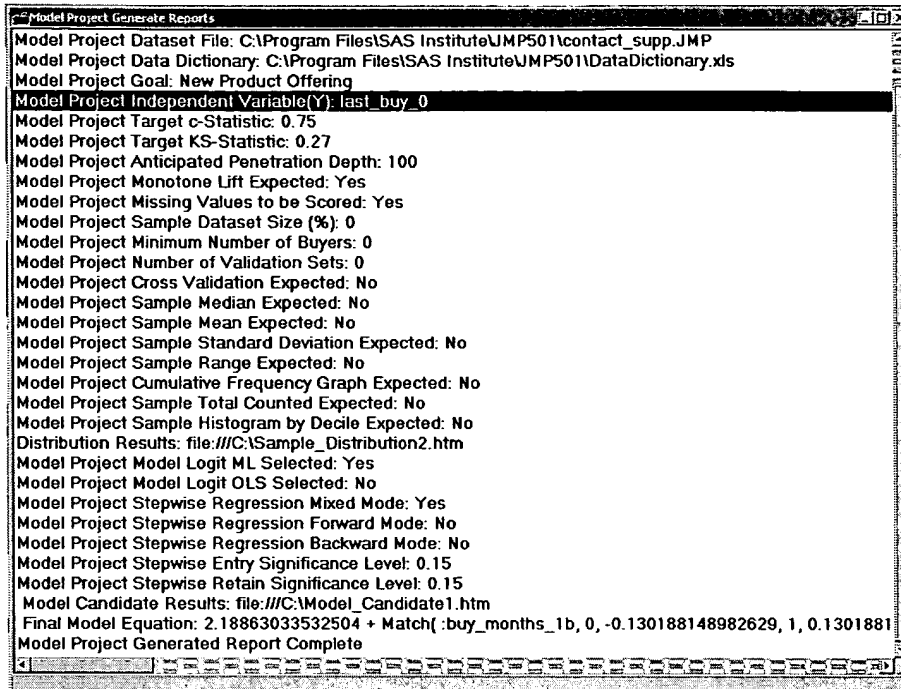 Model Project Generate Reports
Model Project Dataset File: C:\Program Files\SAS Institute\JMP501\contact_supp.JMP
Model Project Data Dictionary: C:\Program Files\SAS Institute\JMP501\DataDictionary.xls
Model Project Goal: New Product Offering
Model Project Independent Variable(Y): last_buy_0
Model Project Target c-Statistic: 0.75
Model Project Target KS-Statistic: 0.27
Model Project Anticipated Penetration Depth: 100
Model Project Monotone Lift Expected: Yes
Model Project Missing Values to be Scored: Yes
Model Project Sample Dataset Size (%): 0
Model Project Minimum Number of Buyers: 0
Model Project Number of Validation Sets: 0
Model Project Cross Validation Expected: No
Model Project Sample Median Expected: No
Model Project Sample Mean Expected: No
Model Project Sample Standard Deviation Expected: No
Model Project Sample Range Expected: No
Model Project Cumulative Frequency Graph Expected: No
Model Project Sample Total Counted Expected: No
Model Project Sample Histogram by Decile Expected: No
Distribution Results: file:///C:\Sample_Distribution2.htm
Model Project Model Logit ML Selected: Yes
Model Project Model Logit OLS Selected: No
Model Project Stepwise Regression Mixed Mode: Yes
Model Project Stepwise Regression Forward Mode: No
Model Project Stepwise Regression Backward Mode: No
Model Project Stepwise Entry Significance Level: 0.15
Model Project Stepwise Retain Significance Level: 0.15
Model Candidate Results: file:///C:\Model_Candidate1.htm
Final Model Equation: 2.18863033532504 + Match( :buy_months_1b, 0, -0.130188148982629, 1, 0.1301881
Model Project Generated Report Complete